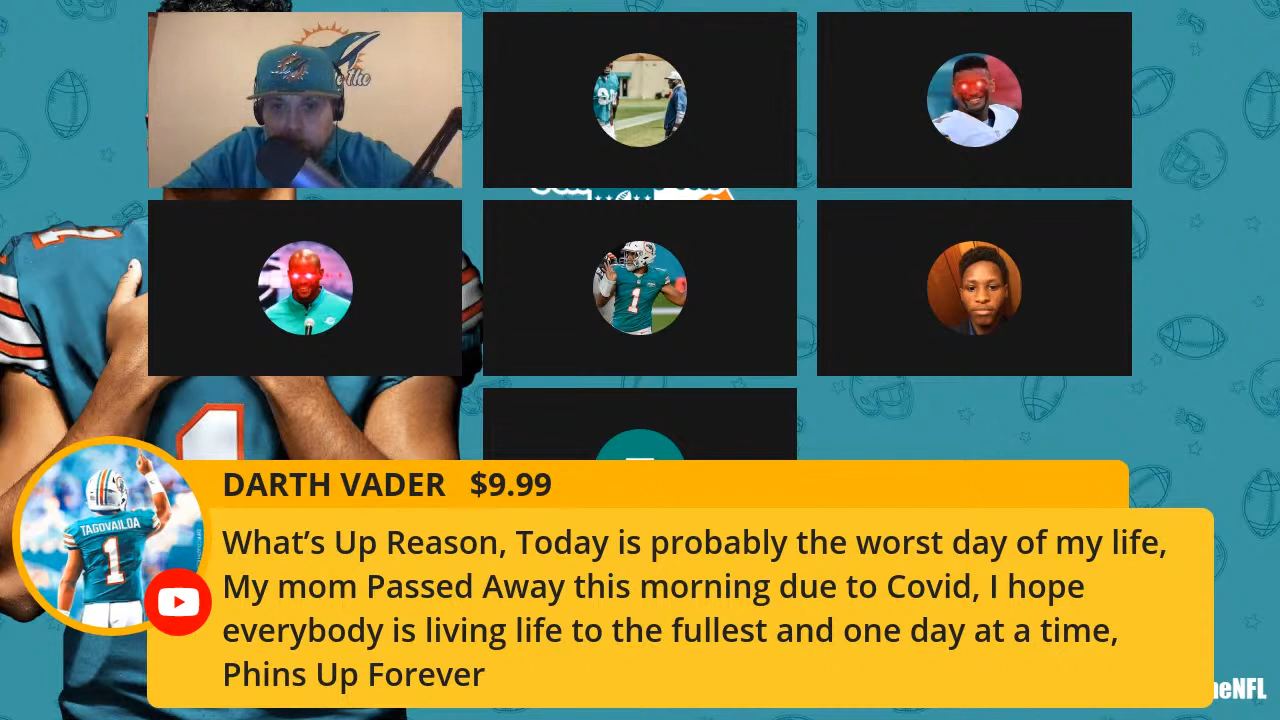 the
1
DARTH VADER $9.99
What's Up Reason, Today is probably the worst day of my life,
My mom Passed Away this morning due to Covid, I hope
everybody is living life to the fullest and one day at a time,
Phins Up Forever
TAGOVAILOA
1
heNFL